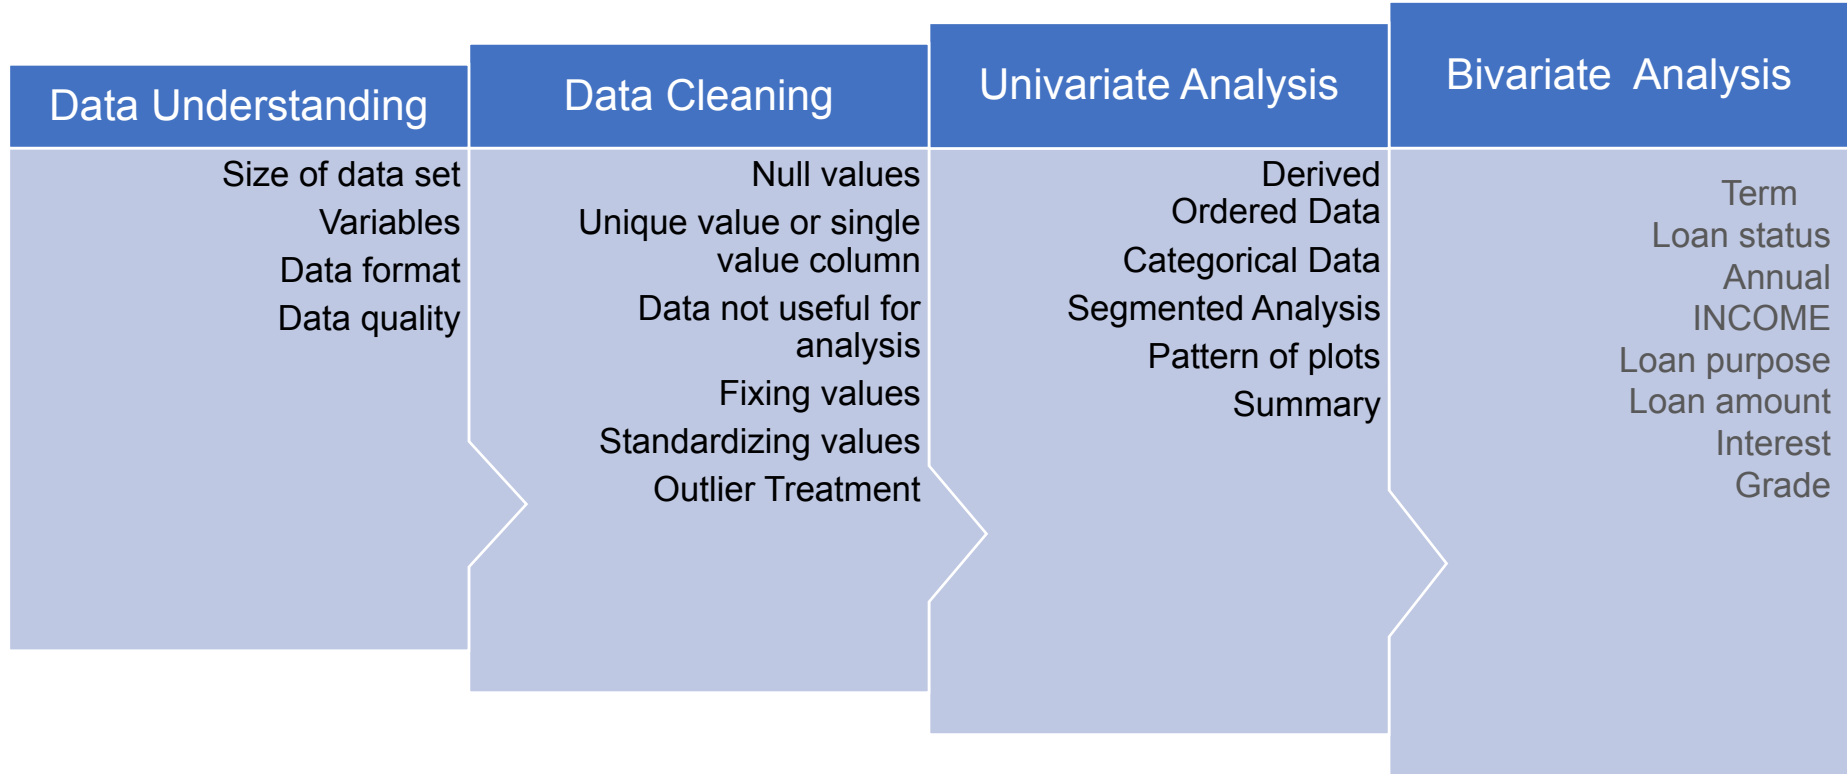 Data Understanding
Size of data set
Variables
Data format
Data quality
Data Cleaning
Null values
Unique value or single
value column
Data not useful for
analysis
Fixing values
Standardizing values
Outlier Treatment
Univariate Analysis
Derived
Ordered Data
Categorical Data
Segmented Analysis
Pattern of plots
Summary
Bivariate Analysis
Term
Loan status
Annual
INCOME
Loan purpose
Loan amount
Interest
Grade